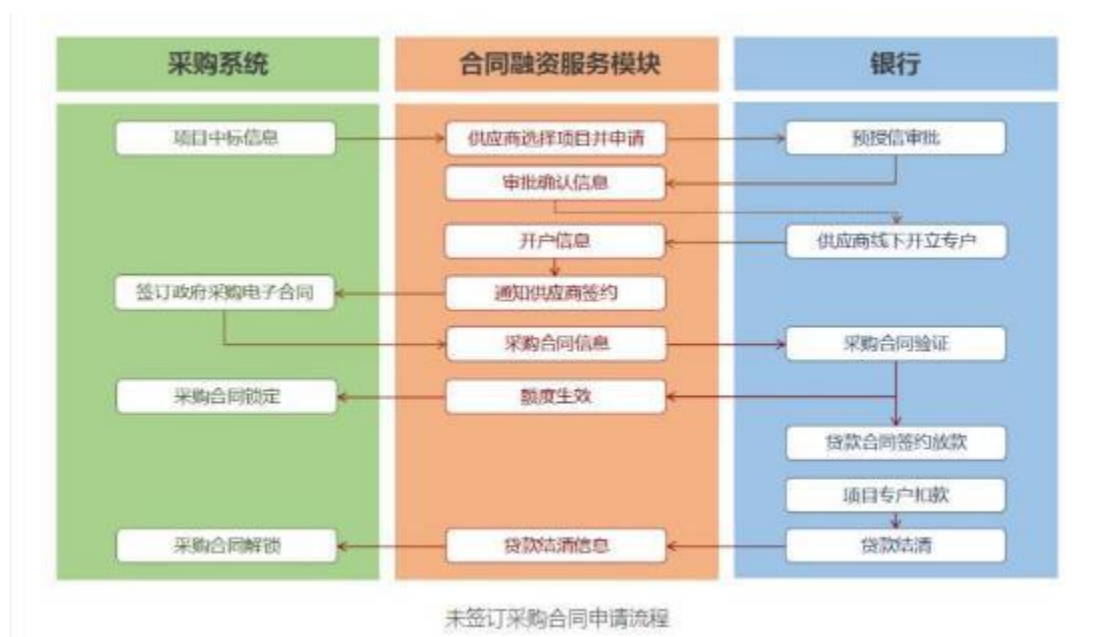 采购系统 合同融资服务模块 银行
项目中标信息 供应商选择项目并申请 预授信审批
审批确认信息
开户信息 供应商线下开立专户
签订政府采购电子合同 通知供应商签约
采购合同信息 采购合同验证
采购合同锁定 额度生效
贷款合同签约放款
项目专户扣款
采购合同解锁 贷款结清信息 贷款结清
未签订采购合同申请流程